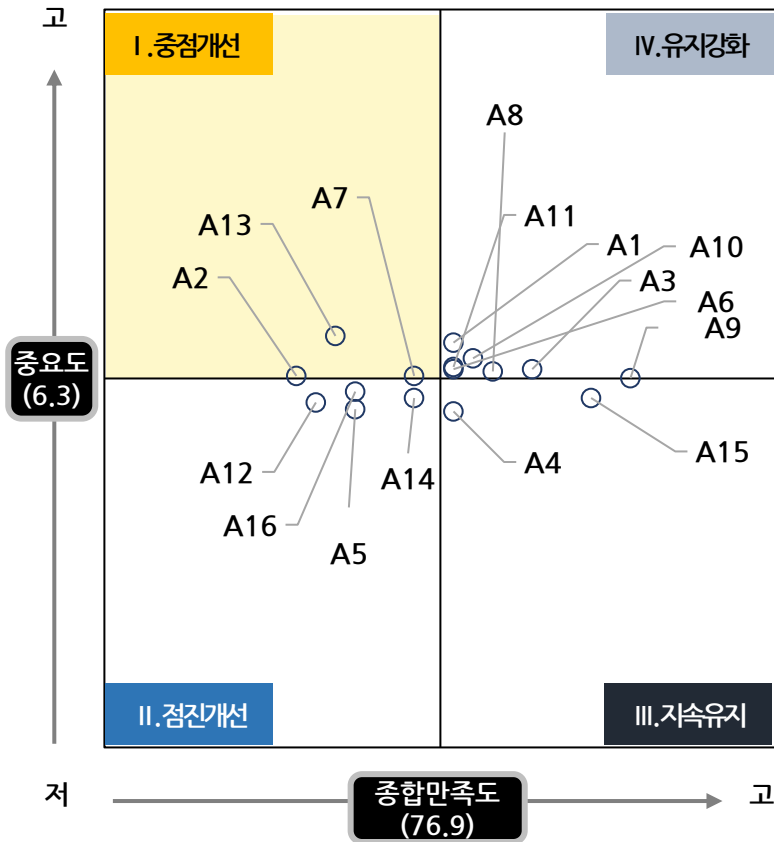 고
Ⅰ.중점개선
Ⅳ.유지강화
A8
A7
A11
A13
A1
A10
A2
A3
A6
A9
중요도
(6.3)
A12
A14
A4
A15
A16
A5
Ⅱ.점진개선
Ⅲ.지속유지
저
종합만족도
(76.9)
고